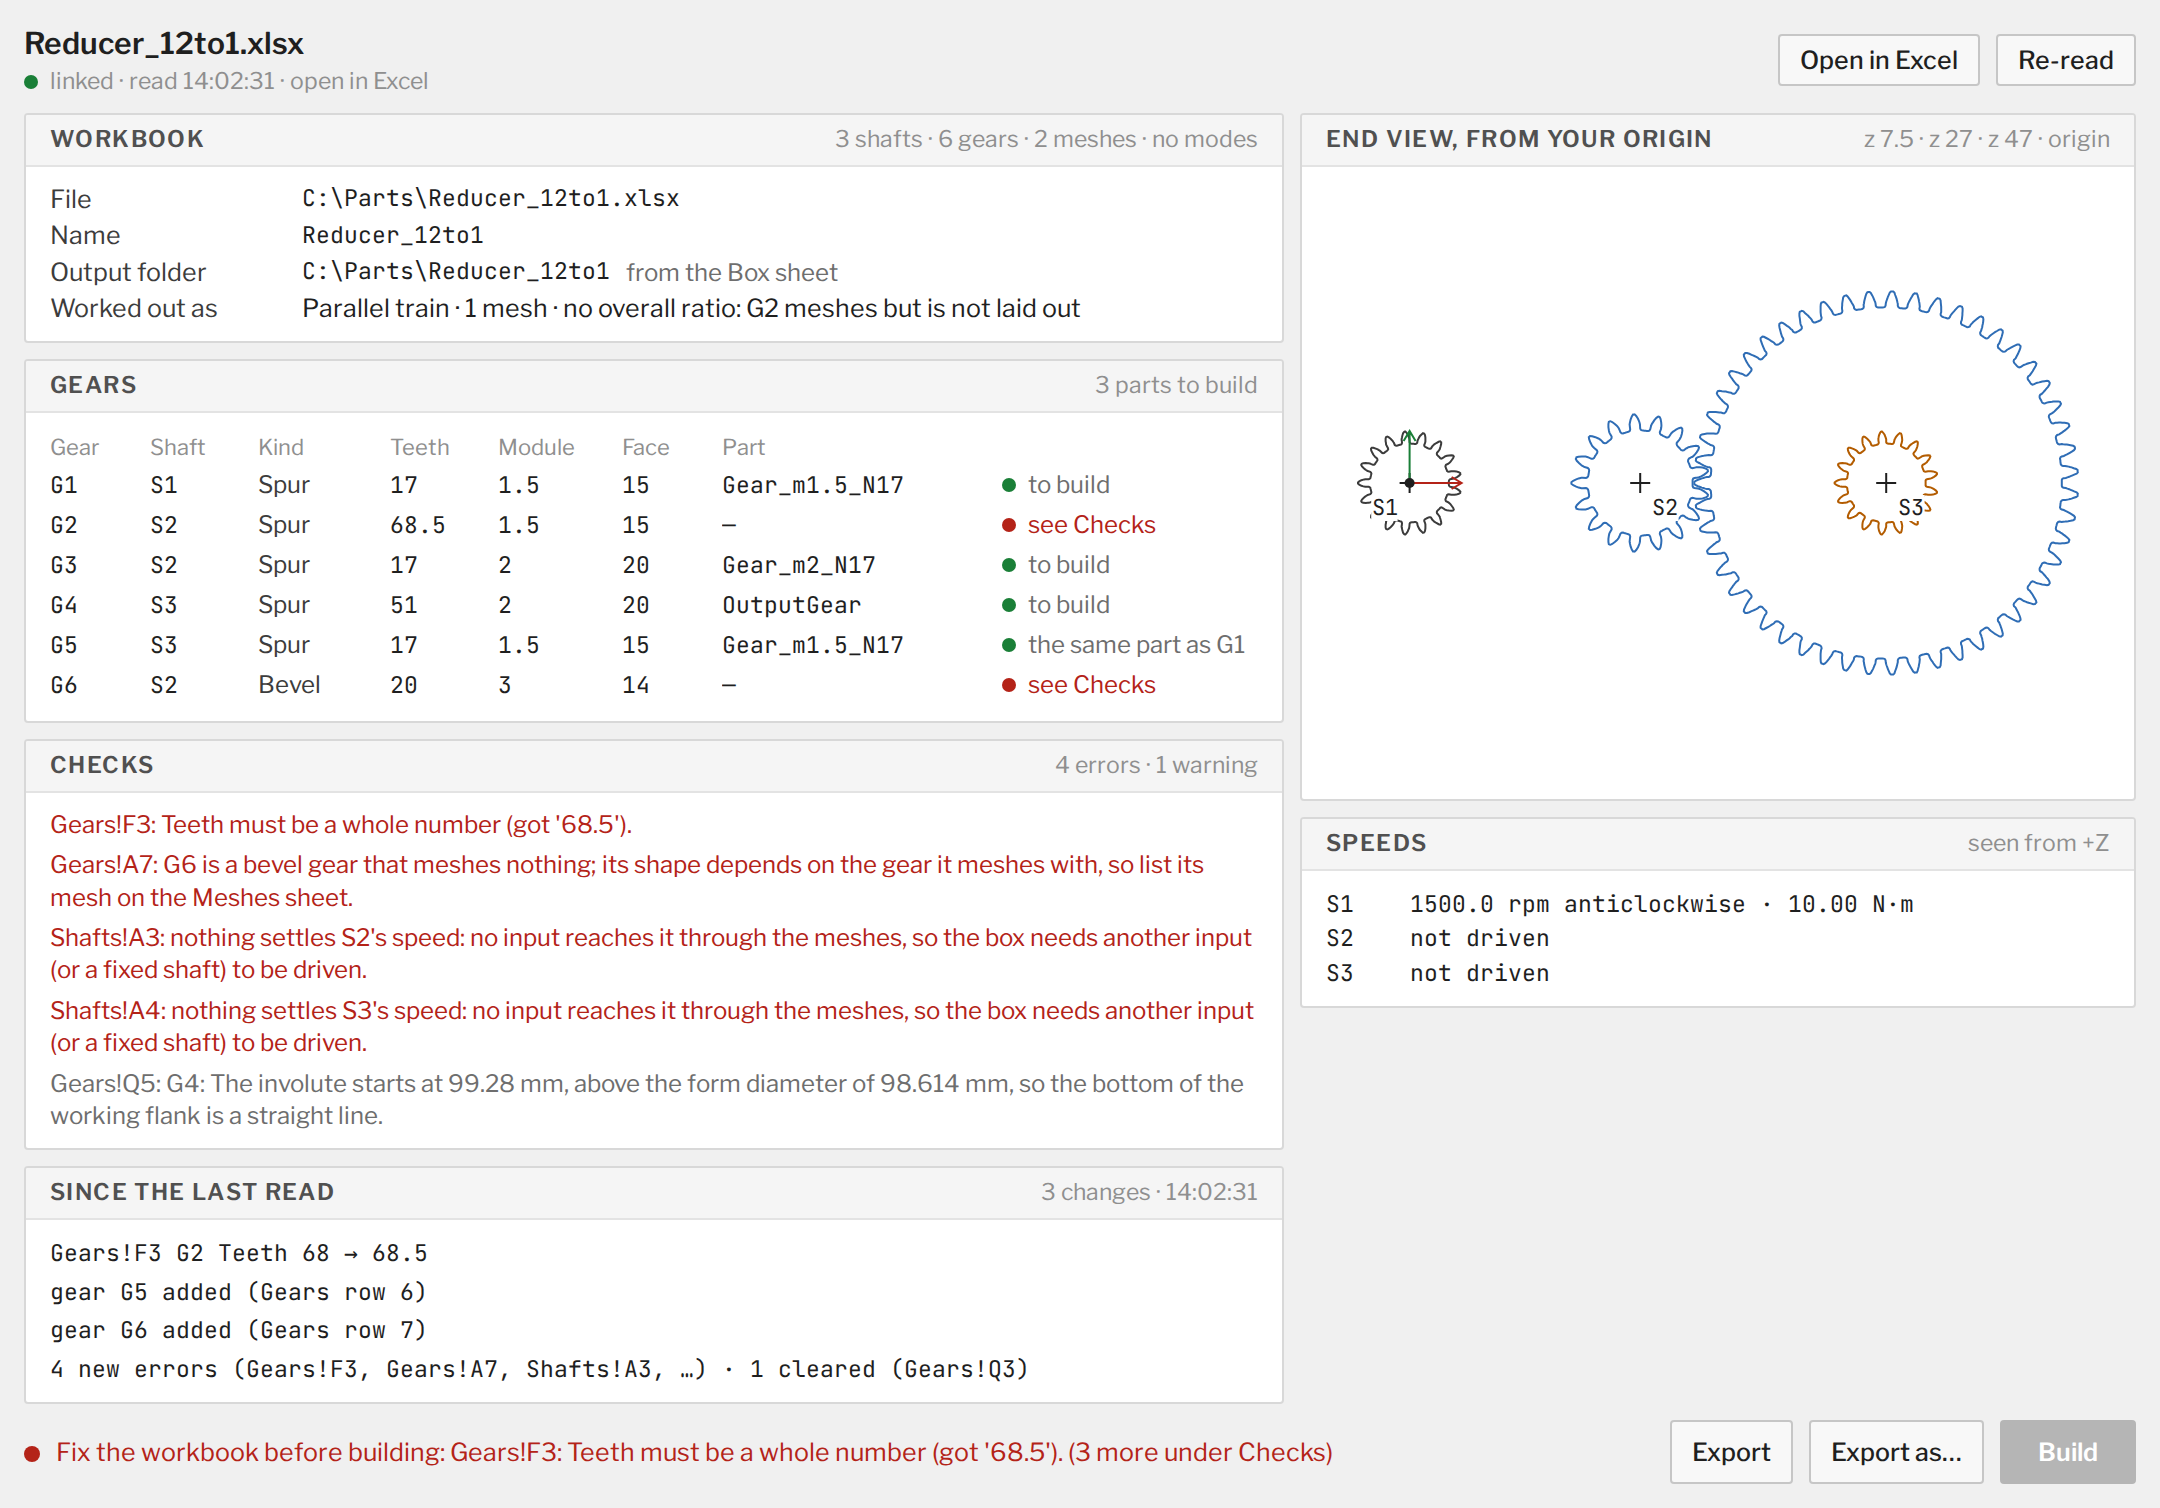 Reducer_12to1.xlsx
linked · read 14:02:31 · open in Excel
Open in Excel
Re-read
WORKBOOK
3 shafts · 6 gears · 2 meshes · no modes
File C:\Parts\Reducer_12to1.xlsx
Name Reducer_12to1
Output folder C:\Parts\Reducer_12to1 from the Box sheet
Worked out as Parallel train · 1 mesh · no overall ratio: G2 meshes but is not laid out
GEARS
3 parts to build
Gear Shaft Kind Teeth Module Face Part
G1 S1 Spur 17 1.5 15 Gear_m1.5_N17 to build
G2 S2 Spur 68.5 1.5 15 — see Checks
G3 S2 Spur 17 2 20 Gear_m2_N17 to build
G4 S3 Spur 51 2 20 OutputGear to build
G5 S3 Spur 17 1.5 15 Gear_m1.5_N17 the same part as G1
G6 S2 Bevel 20 3 14 — see Checks
CHECKS
4 errors · 1 warning
Gears!F3: Teeth must be a whole number (got '68.5').
Gears!A7: G6 is a bevel gear that meshes nothing; its shape depends on the gear it meshes with, so list its
mesh on the Meshes sheet.
Shafts!A3: nothing settles S2's speed: no input reaches it through the meshes, so the box needs another input
(or a fixed shaft) to be driven.
Shafts!A4: nothing settles S3's speed: no input reaches it through the meshes, so the box needs another input
(or a fixed shaft) to be driven.
Gears!Q5: G4: The involute starts at 99.28 mm, above the form diameter of 98.614 mm, so the bottom of the
working flank is a straight line.
SINCE THE LAST READ
3 changes · 14:02:31
Gears!F3 G2 Teeth 68 → 68.5
gear G5 added (Gears row 6)
gear G6 added (Gears row 7)
4 new errors (Gears!F3, Gears!A7, Shafts!A3, …) · 1 cleared (Gears!Q3)
END VIEW, FROM YOUR ORIGIN
z 7.5 · z 27 · z 47 · origin
S1
S2
S3
SPEEDS
seen from +Z
S1 1500.0 rpm anticlockwise · 10.00 N·m
S2 not driven
S3 not driven
Fix the workbook before building: Gears!F3: Teeth must be a whole number (got '68.5'). (3 more under Checks)
Export
Export as...
Build